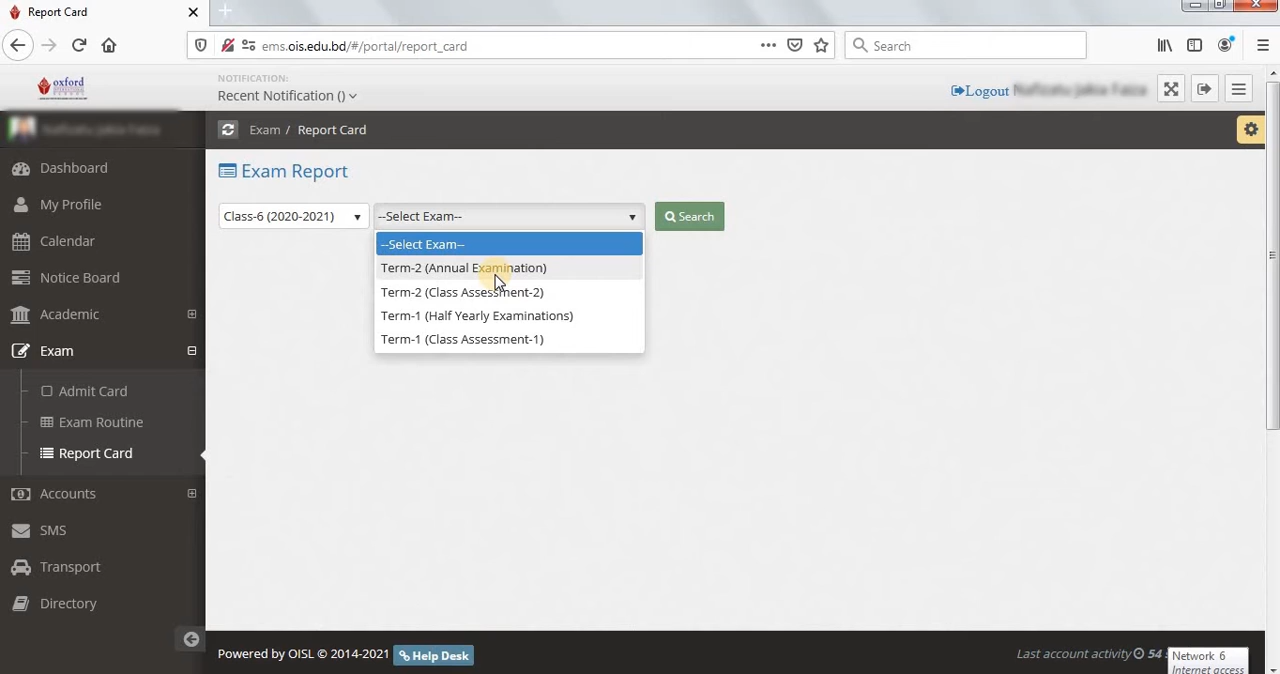 Report Card
ems.ois.edu.bd/#/portal/report_card
Search
oxford
NOTIFICATION:
Recent Notification ()
Logout
Exam / Report Card
Dashboard
My Profile
Calendar
Notice Board
Academic
Exam
Admit Card
Exam Routine
Report Card
Accounts
SMS
Transport
Directory
Exam Report
Class-6 (2020-2021)
--Select Exam--
Search
--Select Exam--
Term-2 (Annual Examination)
Term-2 (Class Assessment-2)
Term-1 (Half Yearly Examinations)
Term-1 (Class Assessment-1)
Powered by OISL © 2014-2021
Help Desk
Last account activity 54
Network 6
Internet access